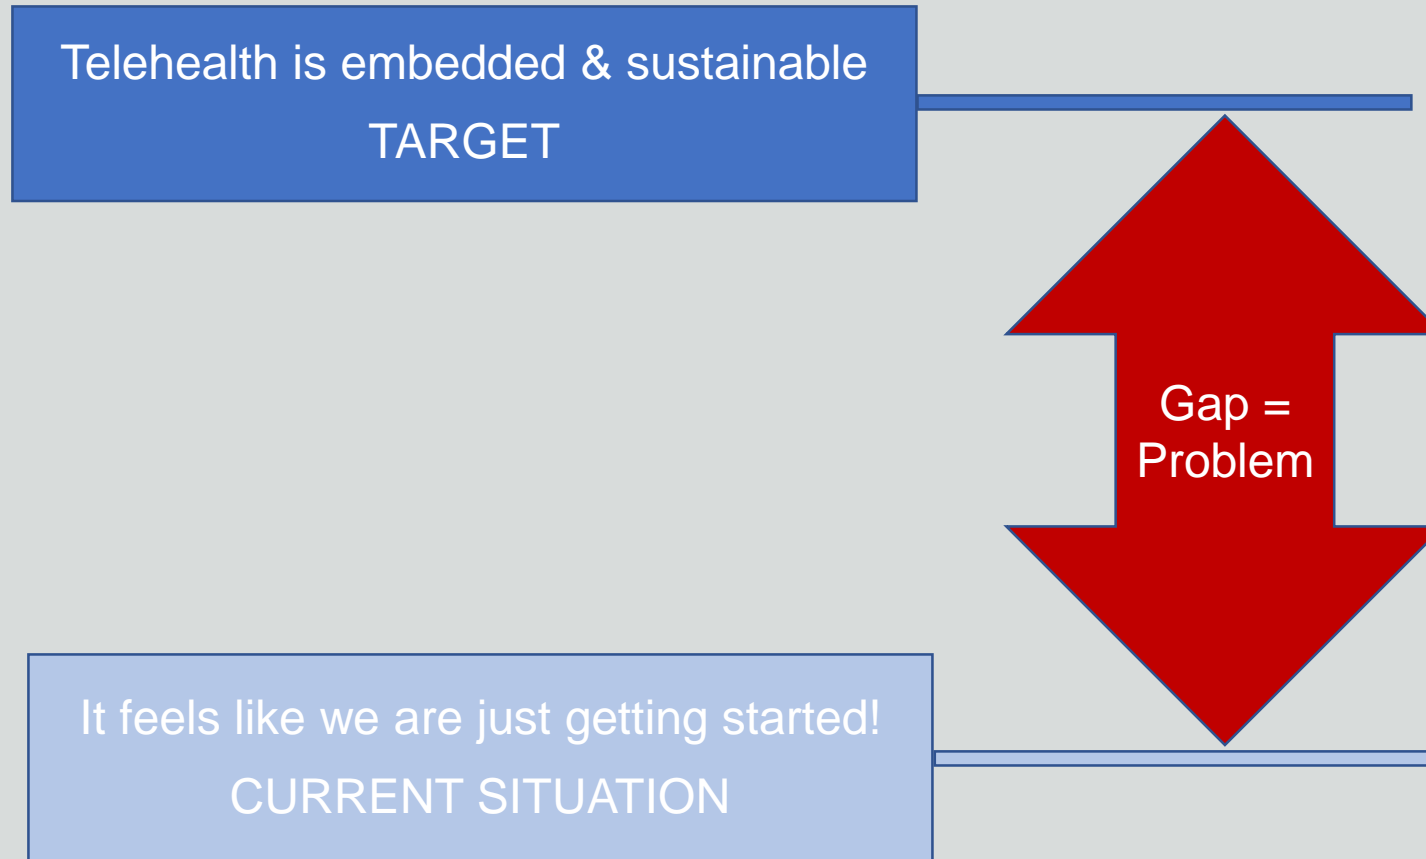 Telehealth is embedded & sustainable
TARGET
Gap =
Problem
It feels like we are just getting started!
CURRENT SITUATION